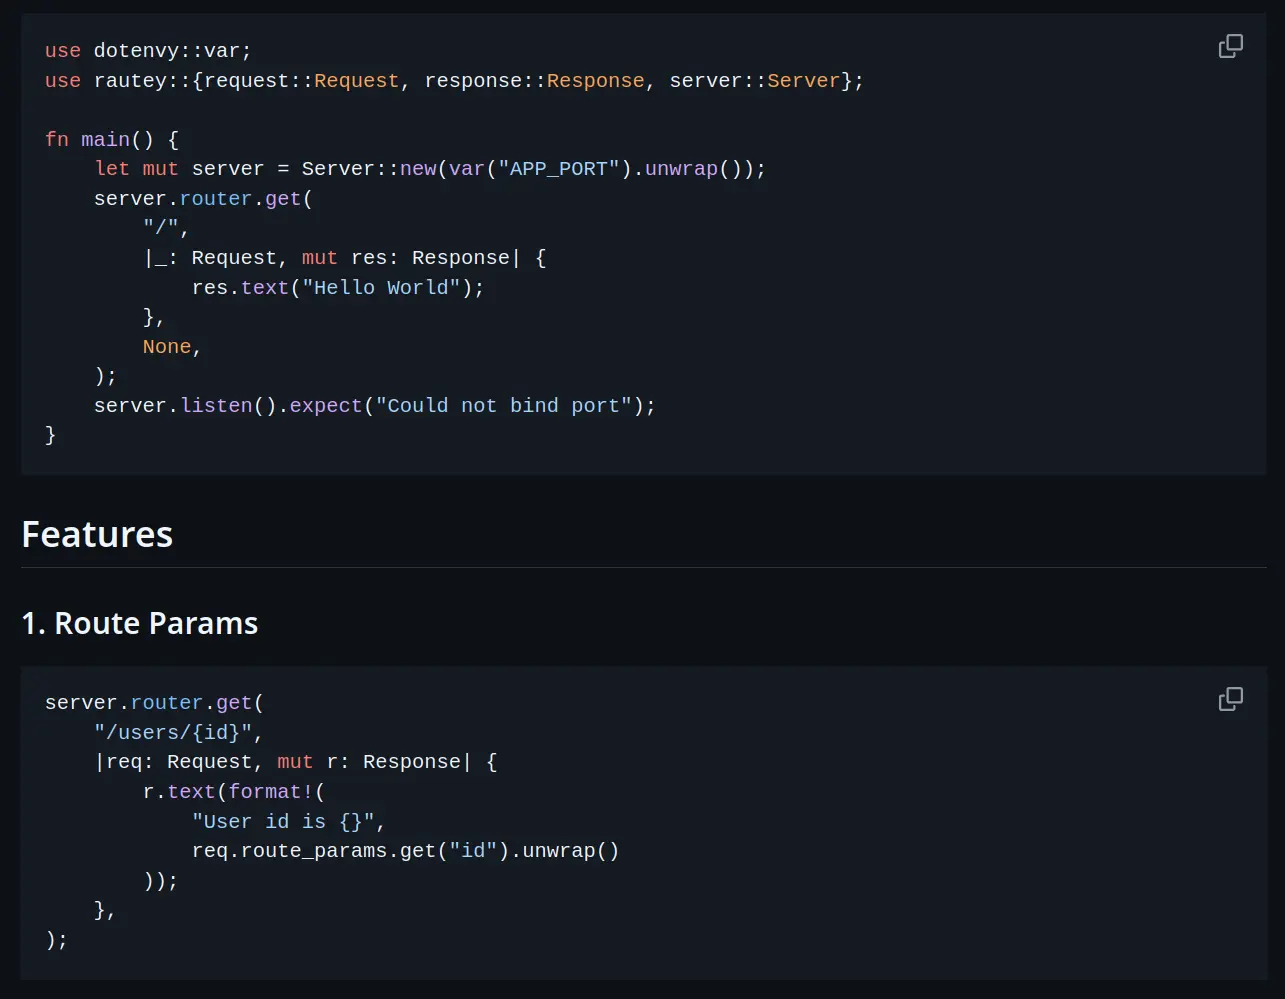 use dotenvy::var;
use rautey::{request::Request, response::Response, server::Server};

fn main() {
    let mut server = Server::new(var("APP_PORT").unwrap());
    server.router.get(
        "/",
        |_: Request, mut res: Response| {
            res.text("Hello World");
        },
        None,
    );
    server.listen().expect("Could not bind port");
}
Features
1. Route Params
server.router.get(
    "/users/{id}",
    |req: Request, mut r: Response| {
        r.text(format!(
            "User id is {}",
            req.route_params.get("id").unwrap()
        ));
    },
);